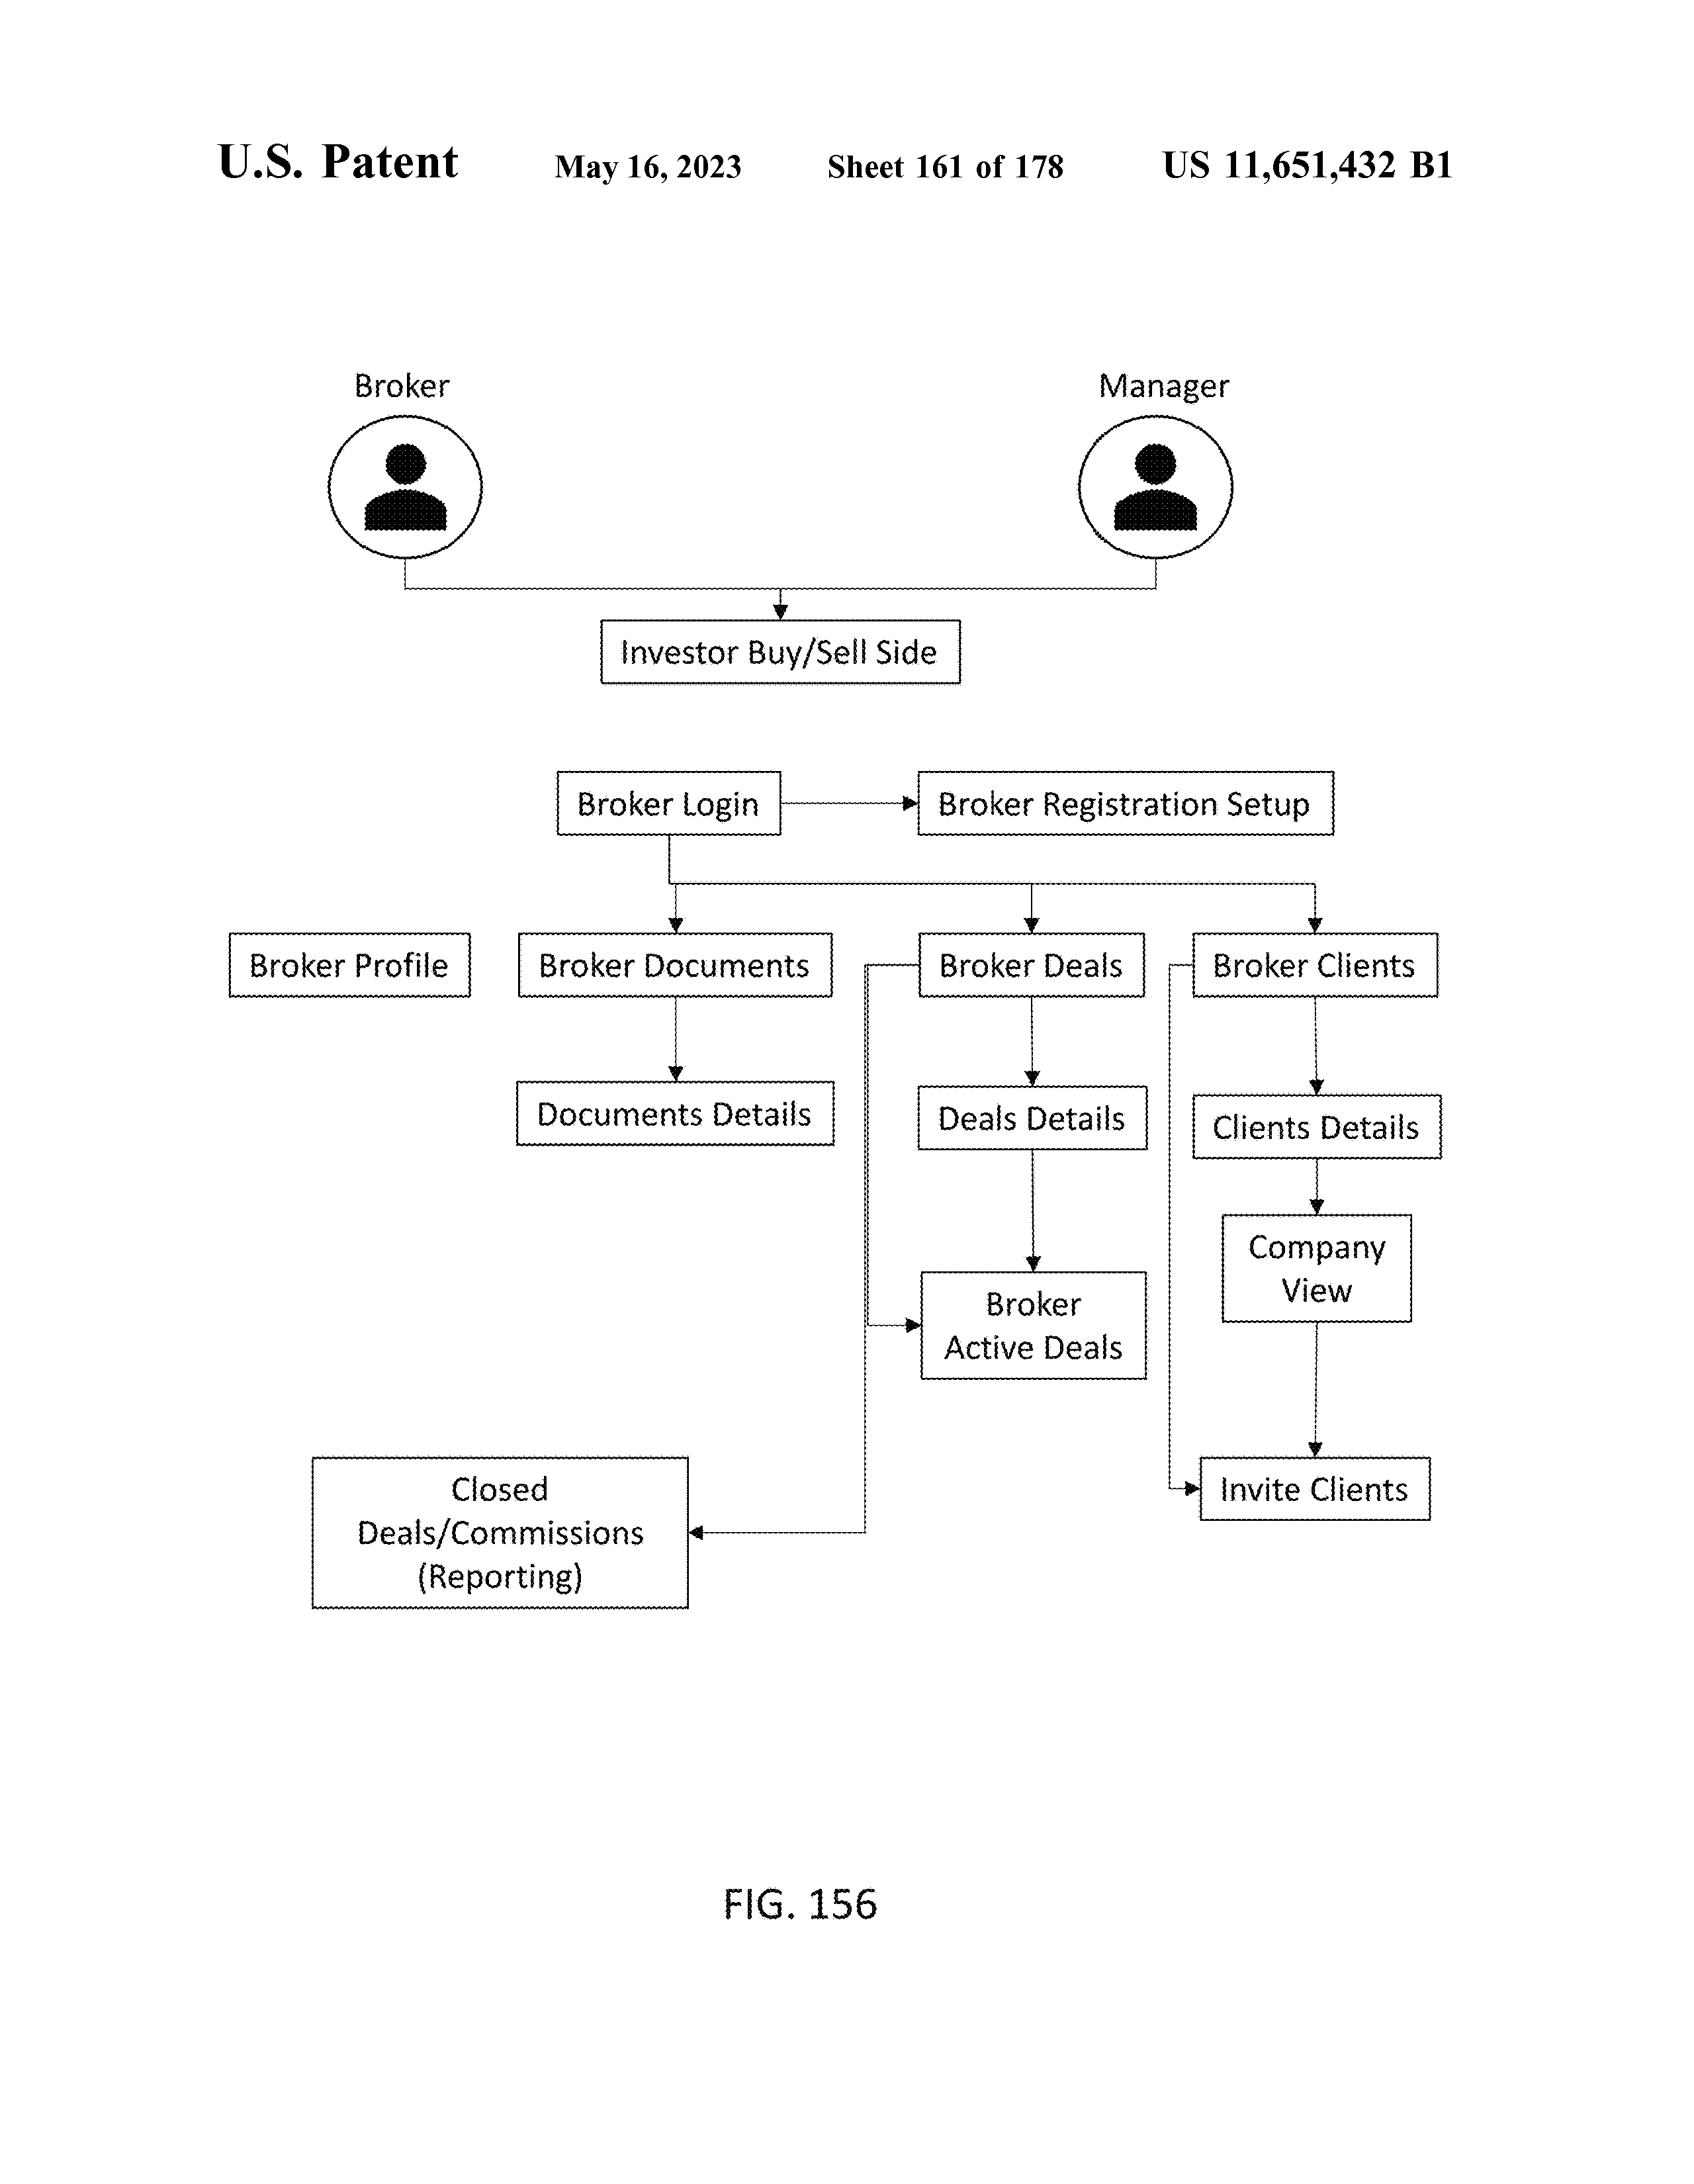 U.S. Patent May 16, 2023 Sheet 161 of 178 US 11,651,432 B1
Broker Manager
Investor Buy/Sell Side
Broker Login Broker Registration Setup
Broker Profile Broker Documents Broker Deals Broker Clients
Documents Details Deals Details Clients Details
Company
View
Broker
Active Deals
Closed
Deals/Commissions
(Reporting)
Invite Clients
FIG. 156